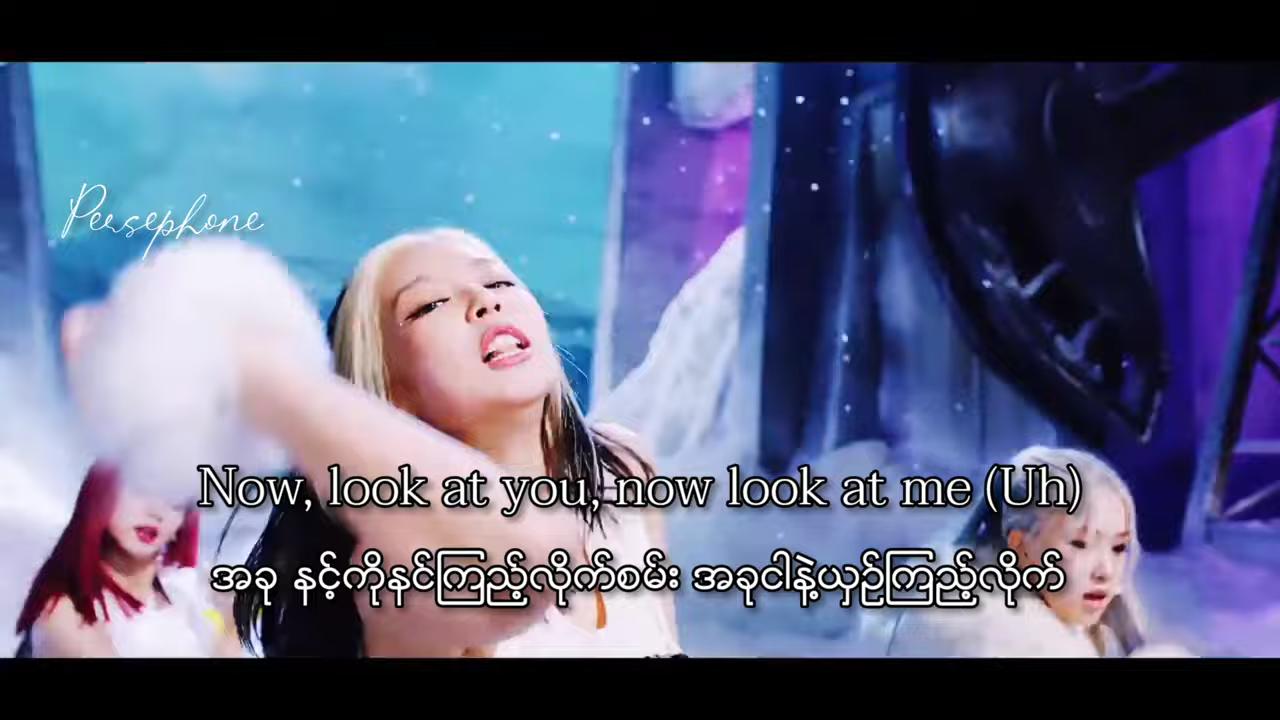 Persephone
Now, look at you, now look at me (Uh)
အခု နင့်ကိုနင်ကြည့်လိုက်စမ်း အခုငါနဲ့ယှဉ်ကြည့်လိုက်